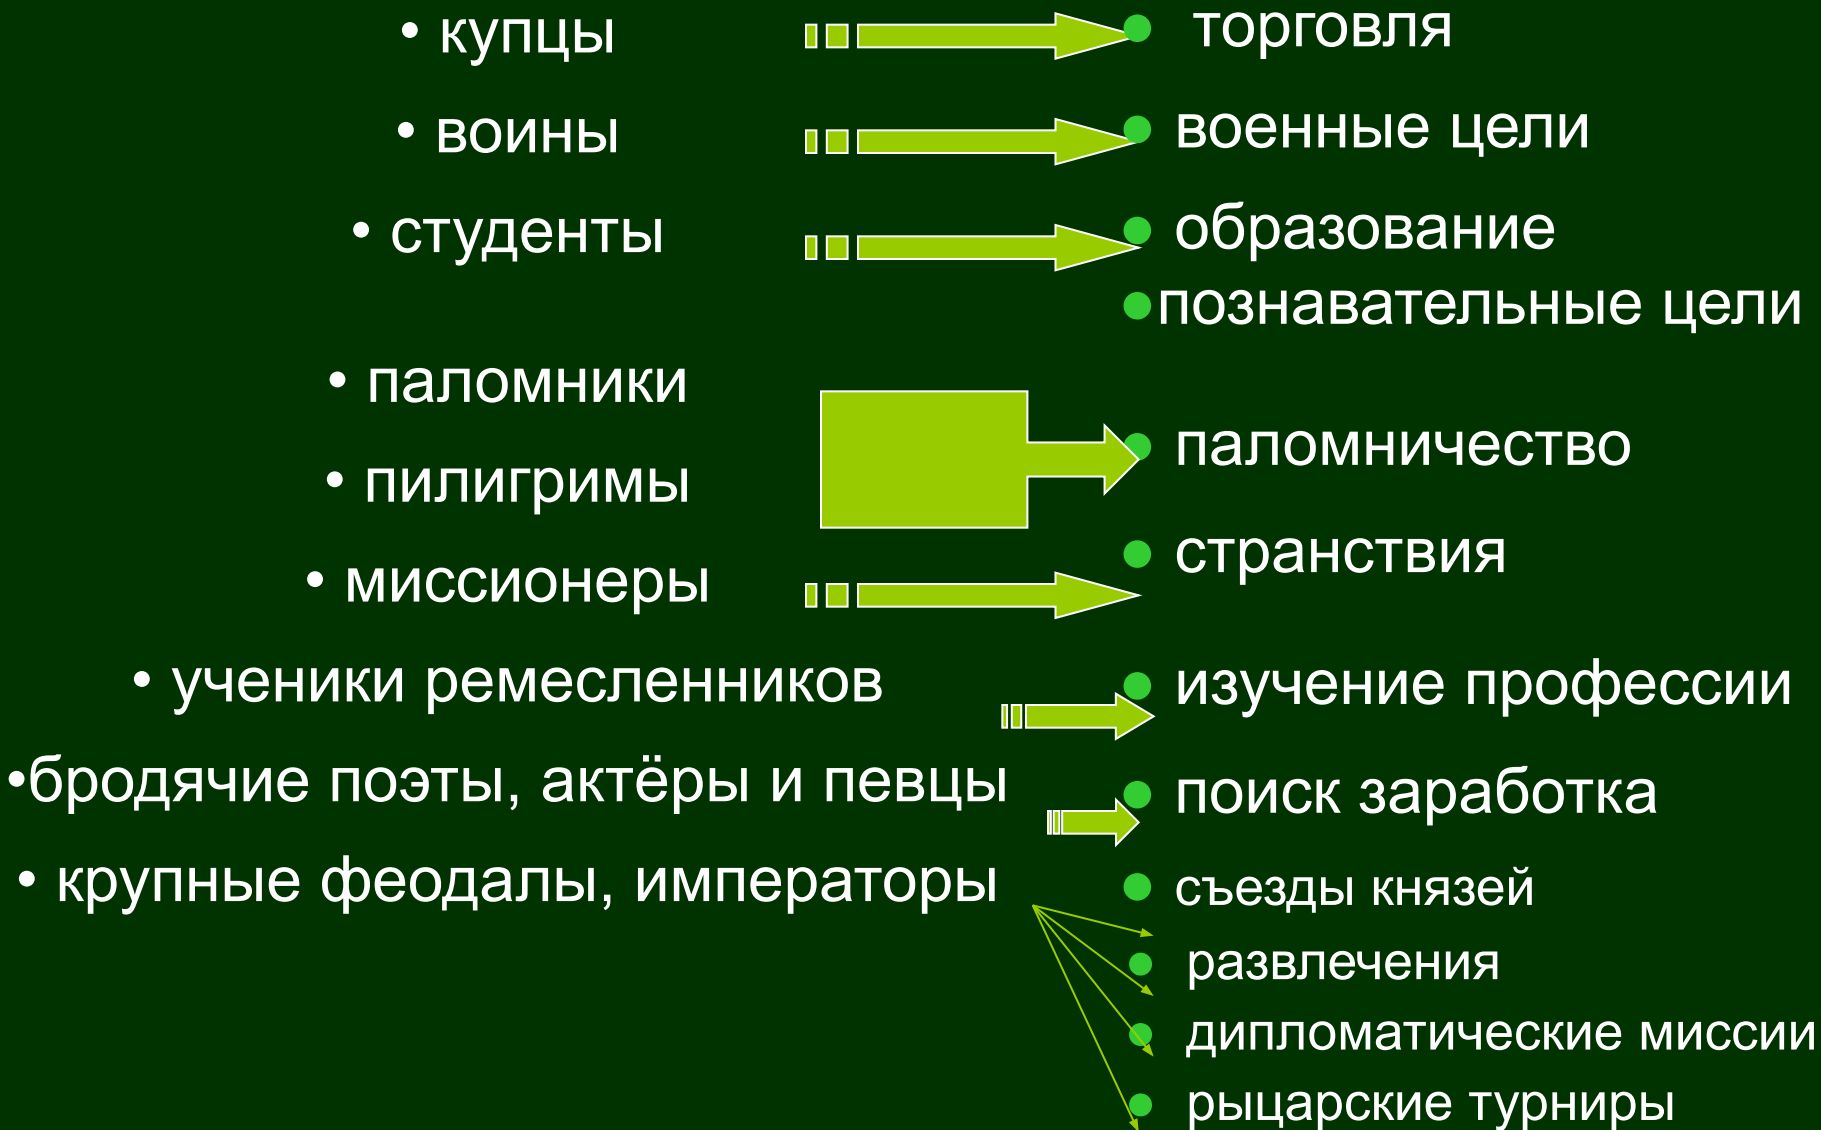 • купцы
• воины
• студенты
• паломники
• пилигримы
• миссионеры
• ученики ремесленников
•бродячие поэты, актёры и певцы
• крупные феодалы, императоры
● торговля
● военные цели
● образование
●познавательные цели
● паломничество
● странствия
● изучение профессии
● поиск заработка
● съезды князей
● развлечения
● дипломатические миссии
● рыцарские турниры